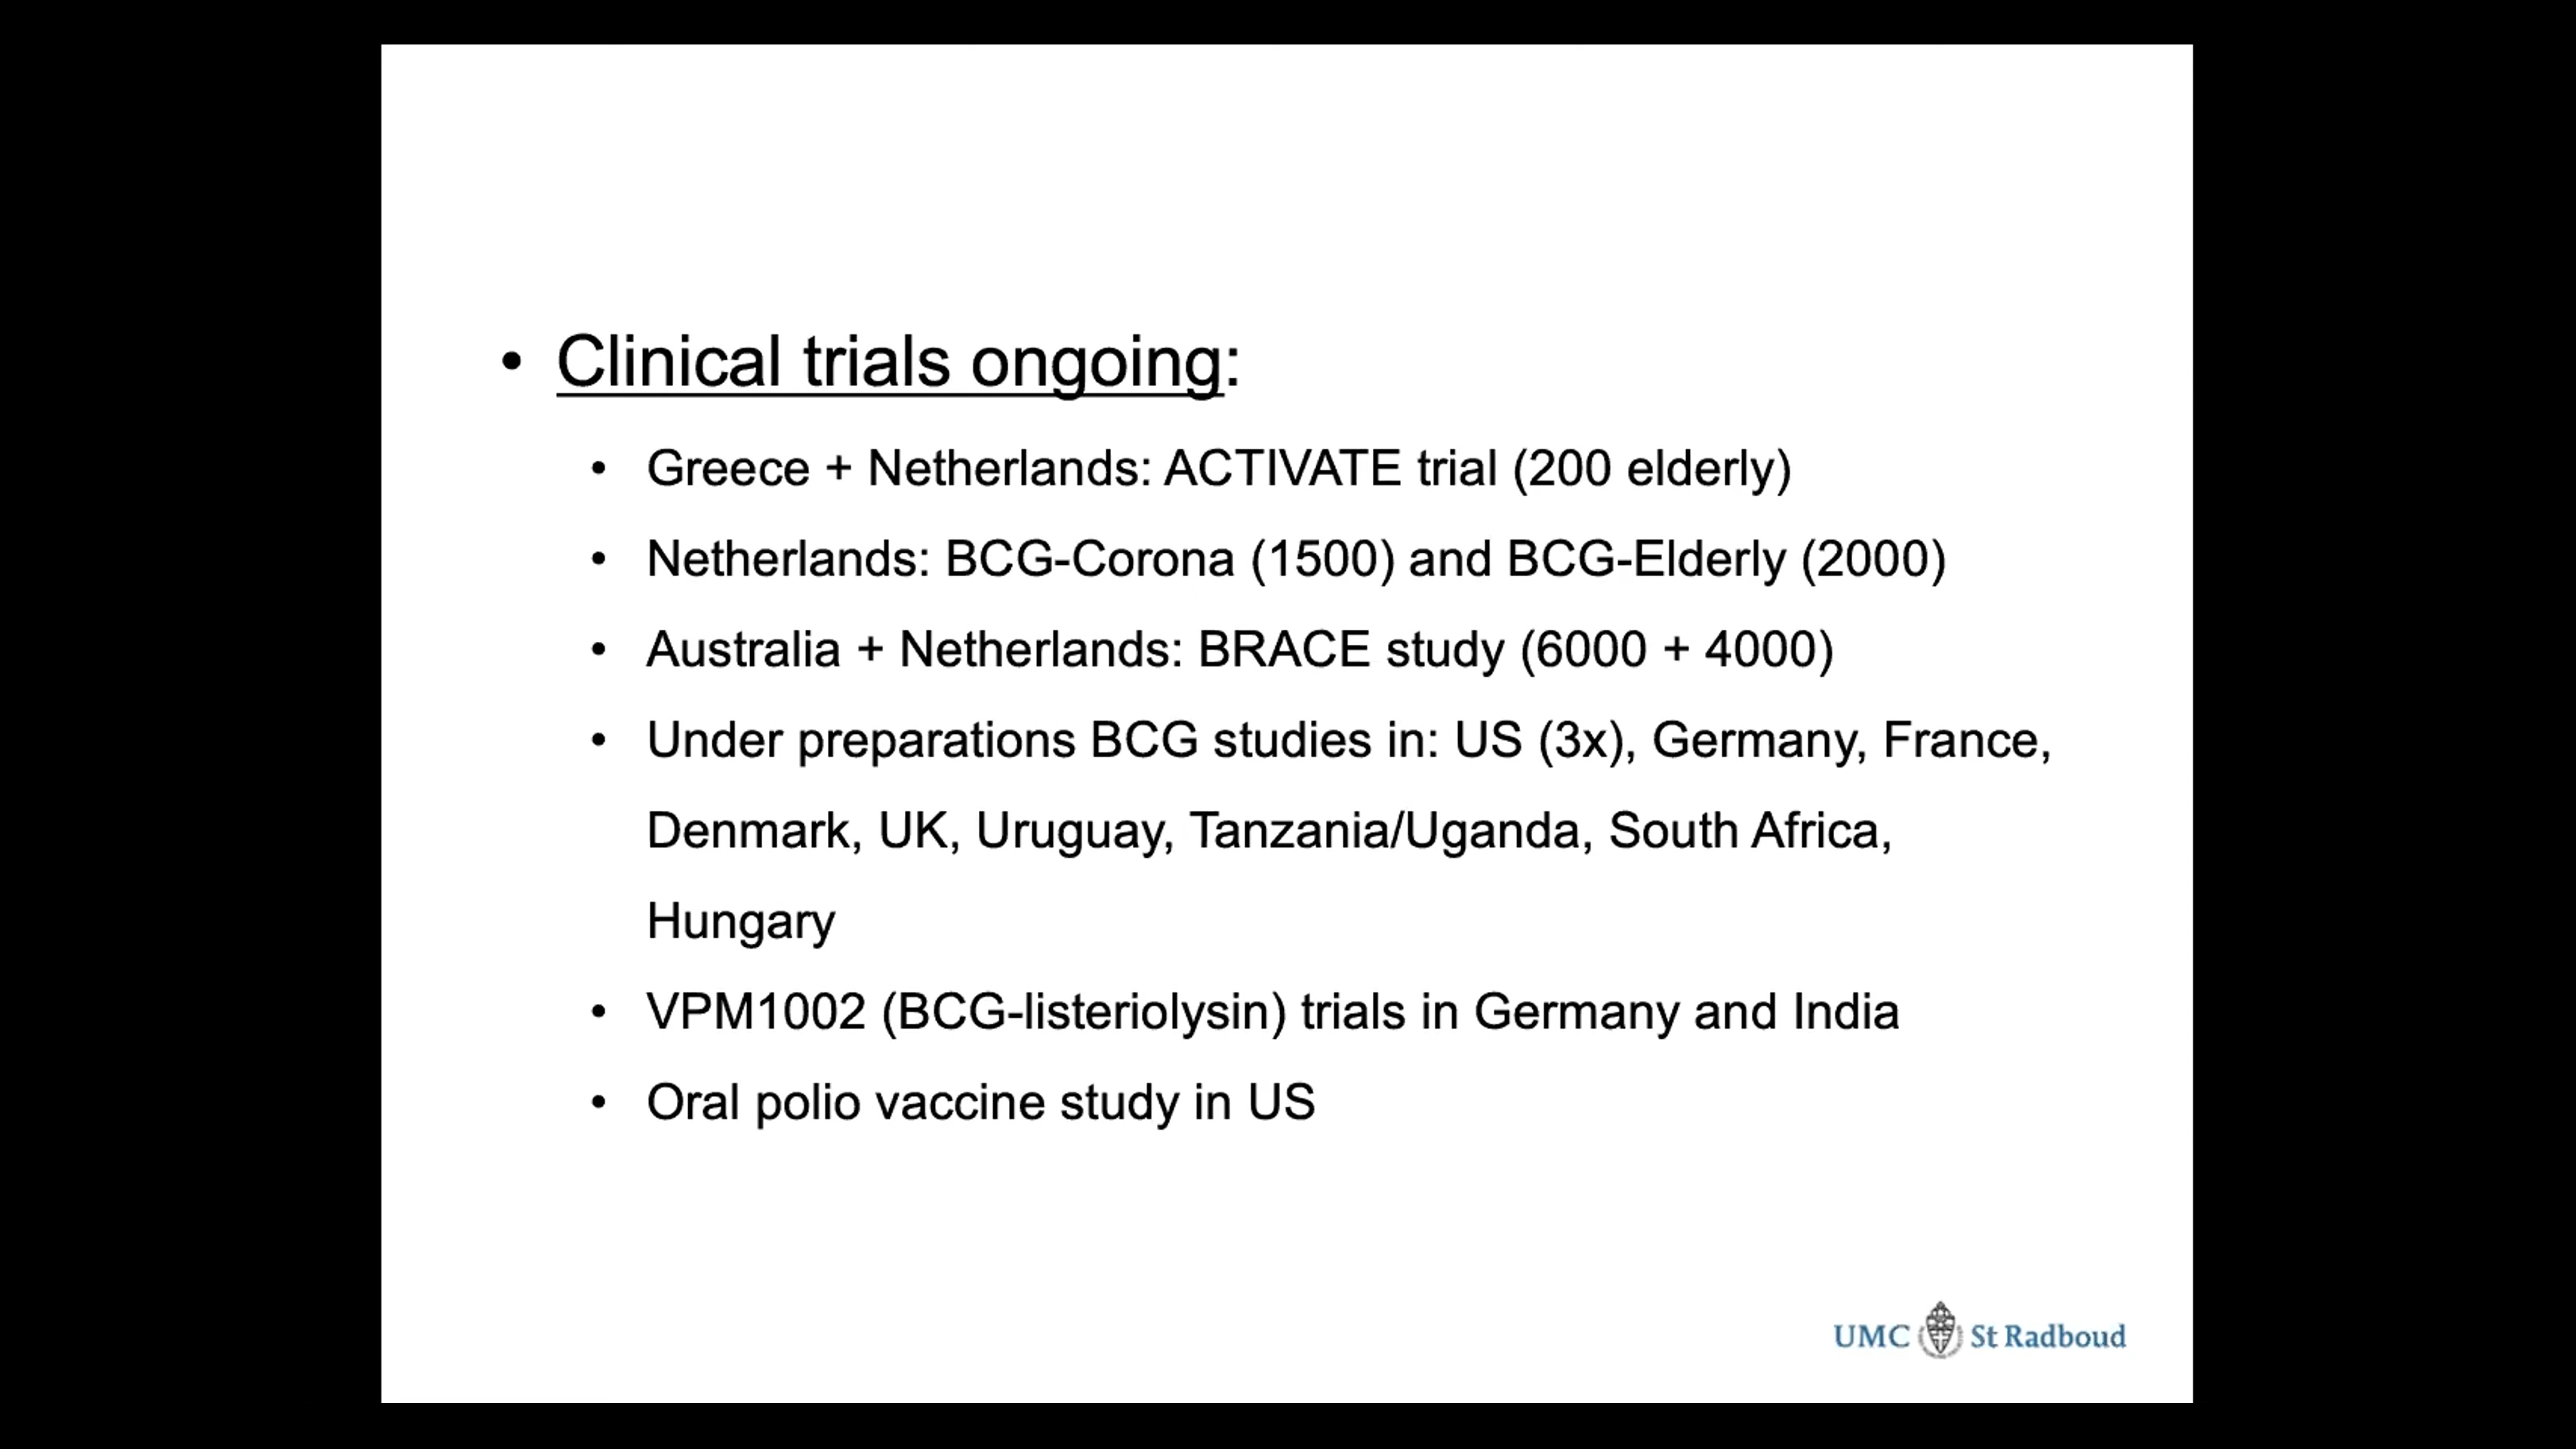 • Clinical trials ongoing:
• Greece + Netherlands: ACTIVATE trial (200 elderly)
• Netherlands: BCG-Corona (1500) and BCG-Elderly (2000)
• Australia + Netherlands: BRACE study (6000 + 4000)
• Under preparations BCG studies in: US (3x), Germany, France,
Denmark, UK, Uruguay, Tanzania/Uganda, South Africa,
Hungary
• VPM1002 (BCG-listeriolysin) trials in Germany and India
• Oral polio vaccine study in US
UMC St Radboud